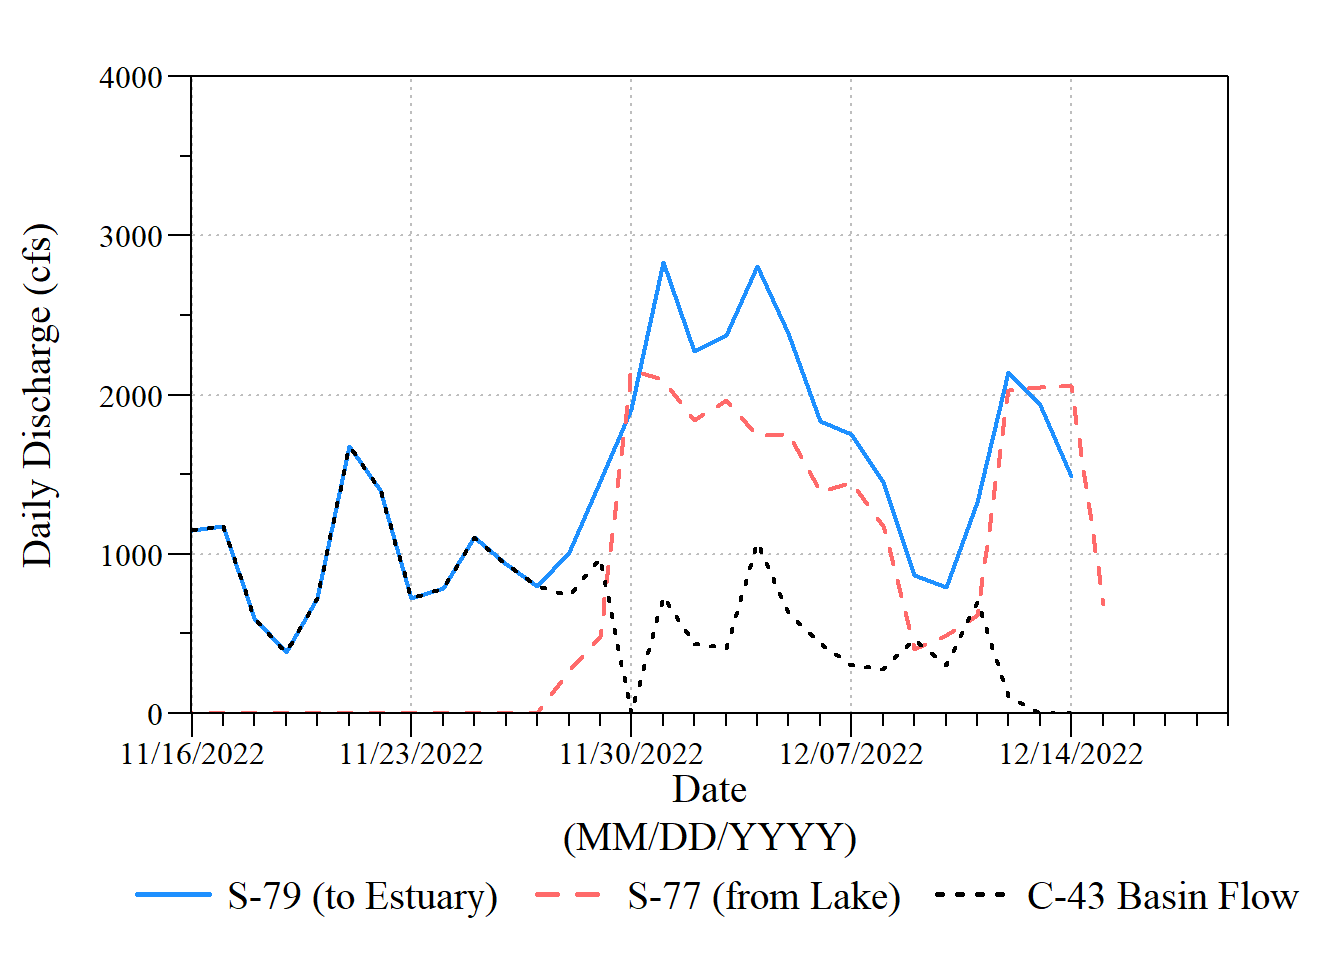 4000
3000
2000
1000
0
Daily Discharge (cfs)
11/16/2022 11/23/2022 11/30/2022 12/07/2022 12/14/2022
Date
(MM/DD/YYYY)
S-79 (to Estuary) S-77 (from Lake) C-43 Basin Flow